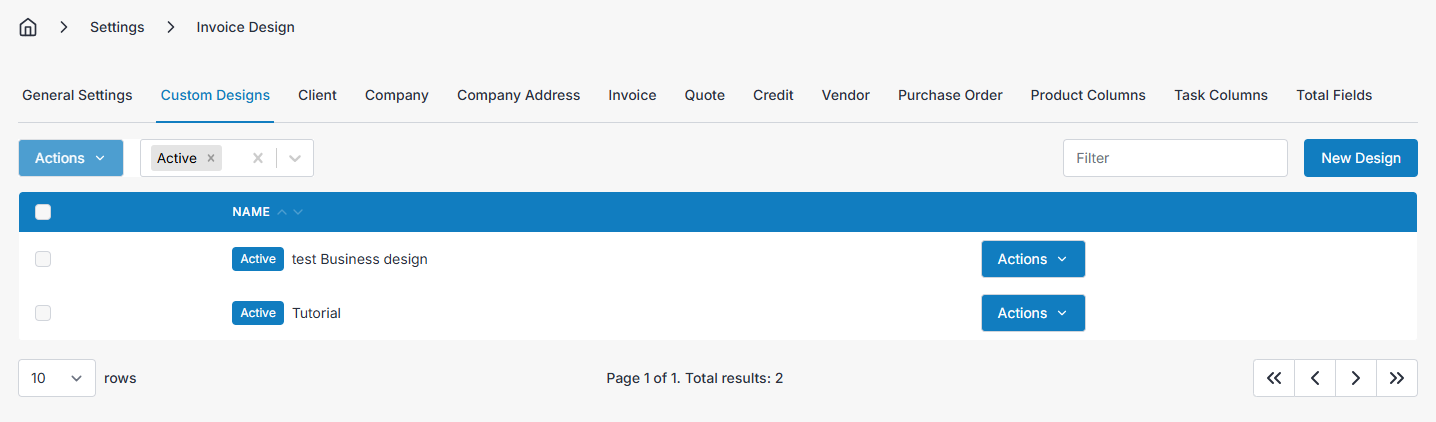 Settings Invoice Design
General Settings Custom Designs Client Company Company Address Invoice Quote Credit Vendor Purchase Order Product Columns Task Columns Total Fields
Actions Active Filter New Design
NAME
Active test Business design Actions
Active Tutorial Actions
10 rows Page 1 of 1. Total results: 2